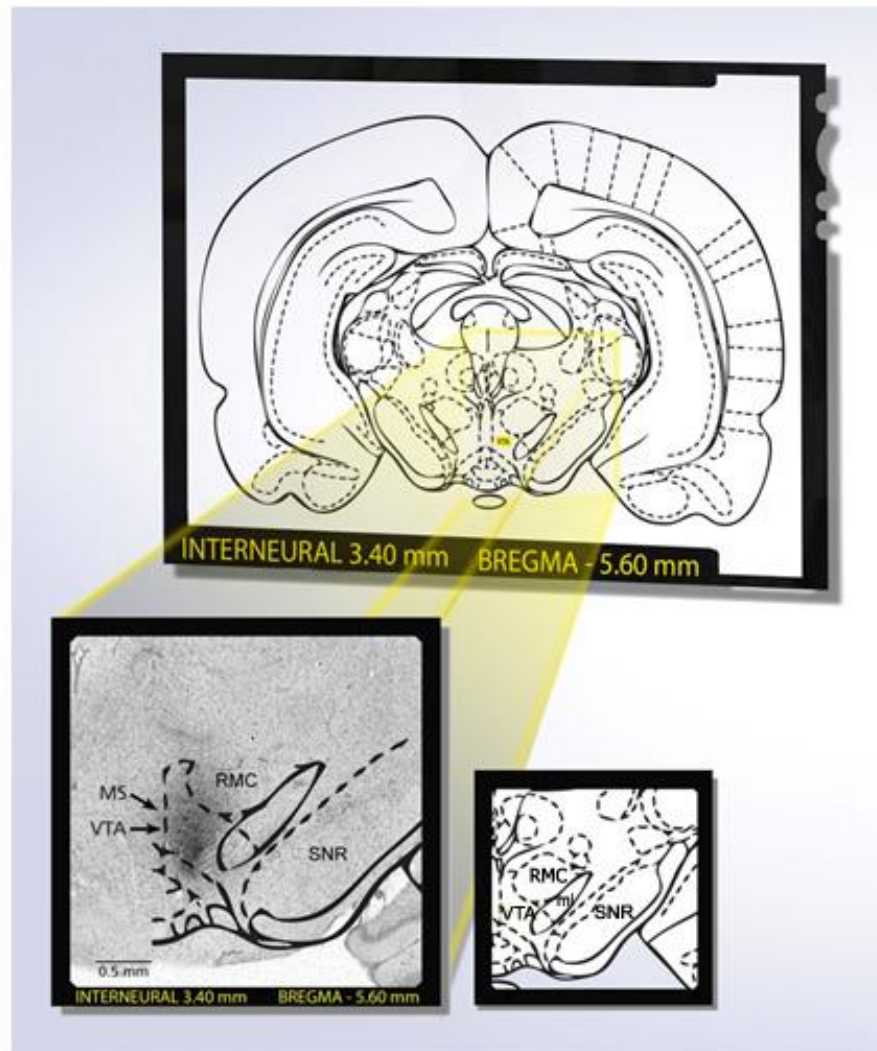 VTA
INTERNEURAL 3.40 mm BREGMA - 5.60 mm
RMC
MS
VTA
SNR
0.5 mm
INTERNEURAL 3.40 mm BREGMA - 5.60 mm
RMC
ml
VTA
SNR